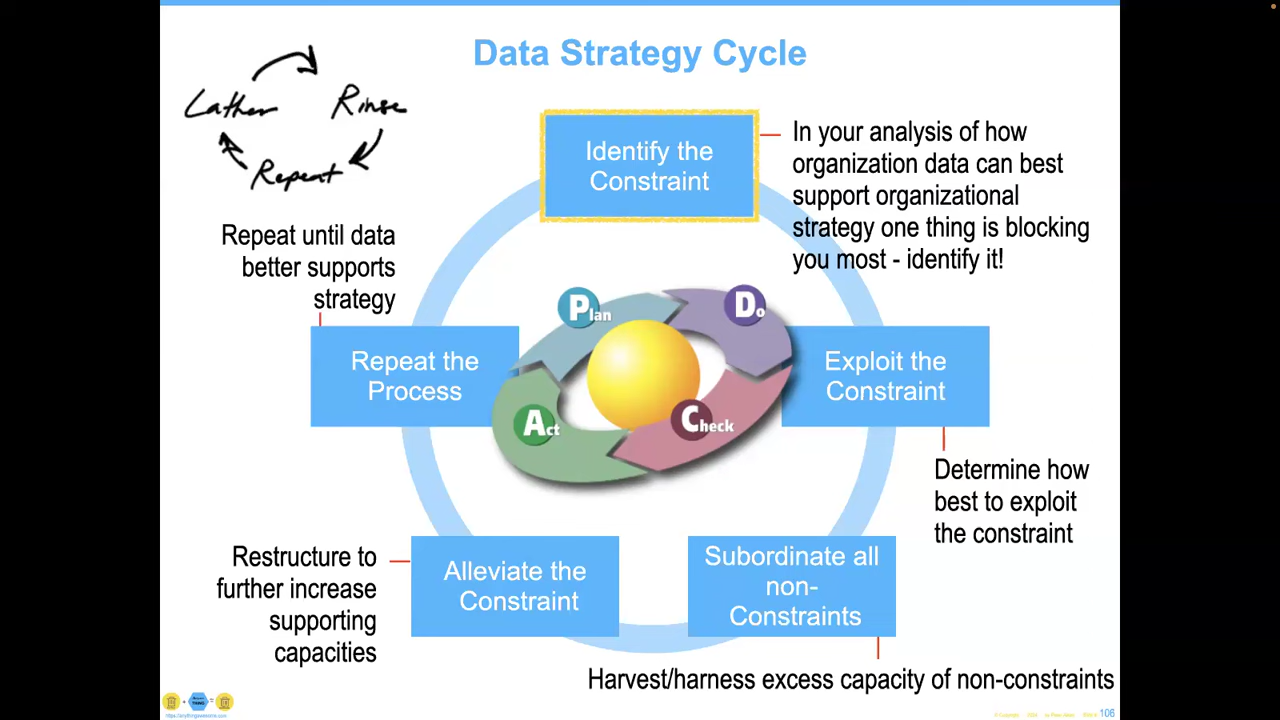 Data Strategy Cycle
Lather
Rinse
Repeat
Identify the
Constraint
In your analysis of how
organization data can best
support organizational
strategy one thing is blocking
you most - identify it!
Repeat until data
better supports
strategy
Plan
Do
Check
Act
Repeat the
Process
Exploit the
Constraint
Determine how
best to exploit
the constraint
Restructure to
further increase
supporting
capacities
Alleviate the
Constraint
Subordinate all
non-
Constraints
Harvest/harness excess capacity of non-constraints
106